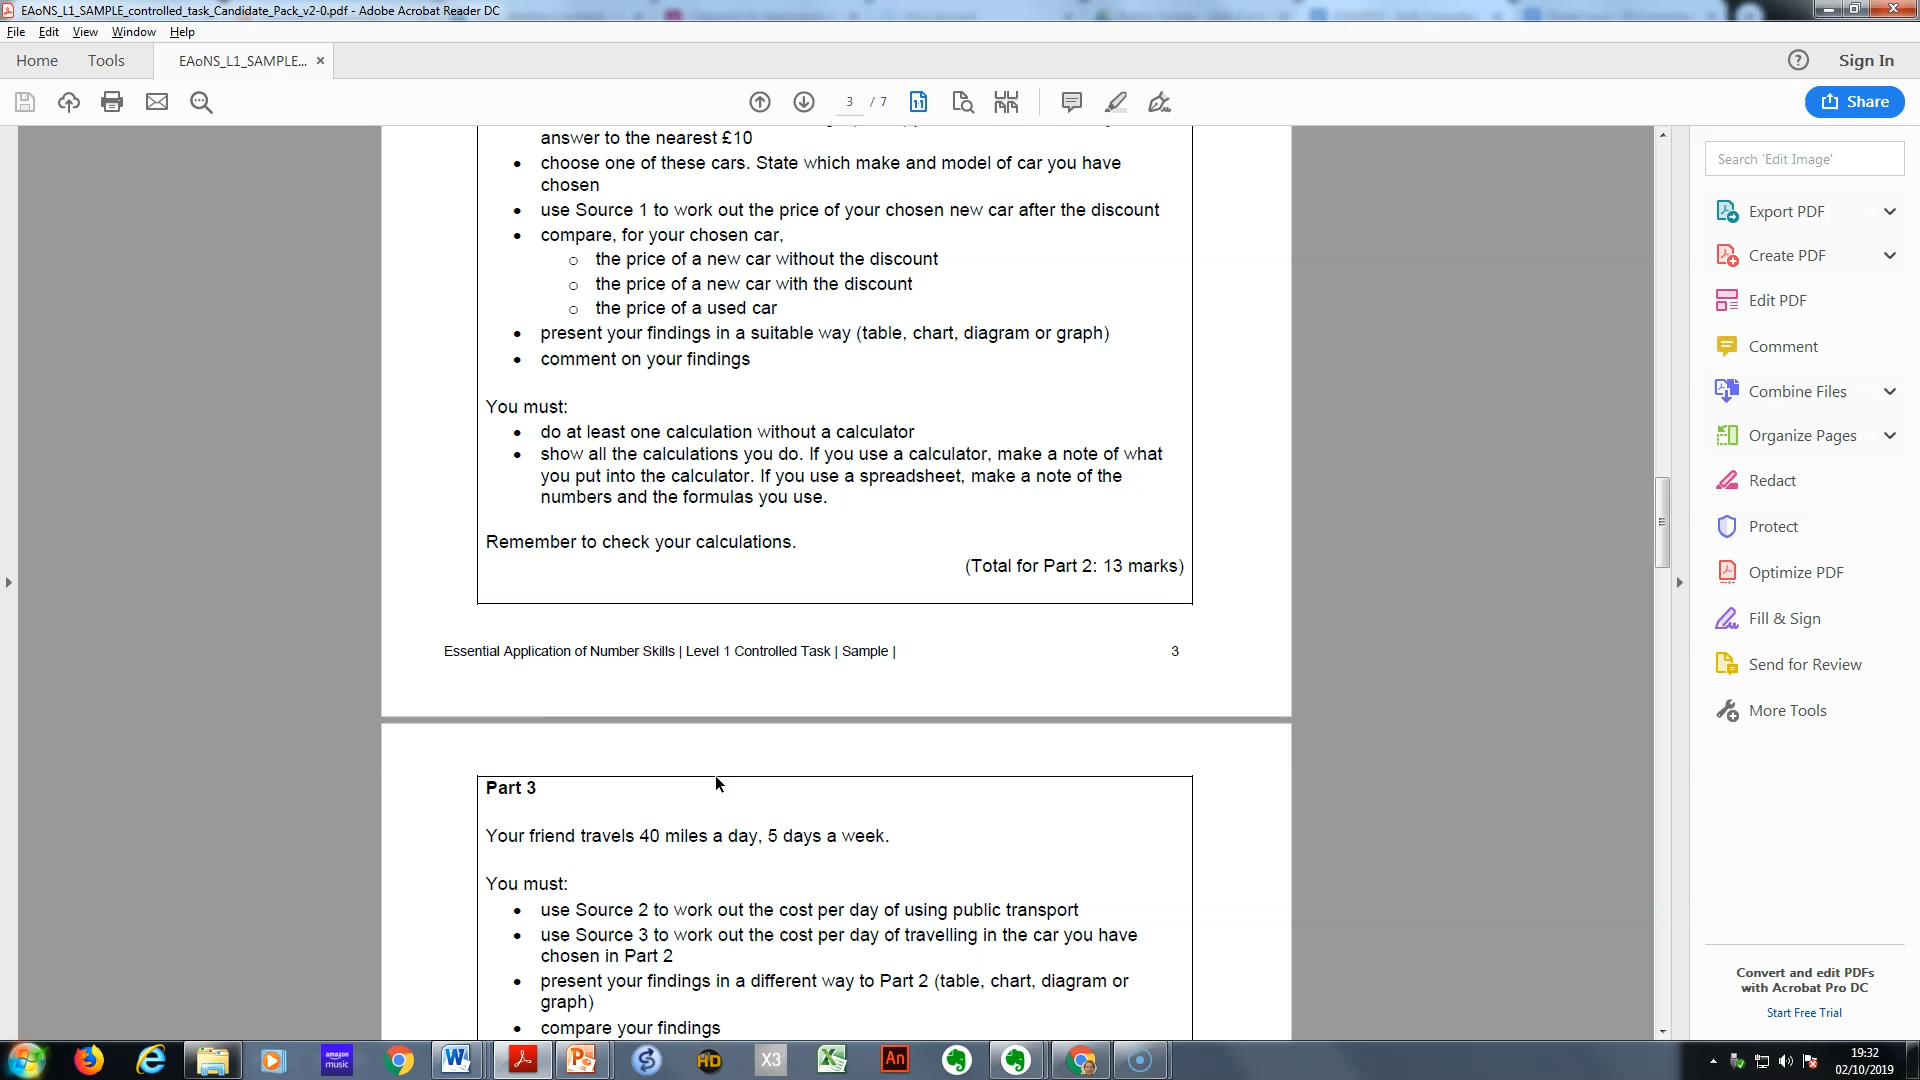 EAoNS_L1_SAMPLE_controlled_task_Candidate_Pack_v2-0.pdf - Adobe Acrobat Reader DC
File Edit View Window Help
Home Tools EAoNS_L1_SAMPLE... × Sign In
3 / 7 Share
answer to the nearest £10
• choose one of these cars. State which make and model of car you have
chosen
• use Source 1 to work out the price of your chosen new car after the discount
• compare, for your chosen car,
o the price of a new car without the discount
o the price of a new car with the discount
o the price of a used car
• present your findings in a suitable way (table, chart, diagram or graph)
• comment on your findings
You must:
• do at least one calculation without a calculator
• show all the calculations you do. If you use a calculator, make a note of what
you put into the calculator. If you use a spreadsheet, make a note of the
numbers and the formulas you use.
Remember to check your calculations.
(Total for Part 2: 13 marks)
Essential Application of Number Skills | Level 1 Controlled Task | Sample | 3
Part 3
Your friend travels 40 miles a day, 5 days a week.
You must:
• use Source 2 to work out the cost per day of using public transport
• use Source 3 to work out the cost per day of travelling in the car you have
chosen in Part 2
• present your findings in a different way to Part 2 (table, chart, diagram or
graph)
• compare your findings
Search 'Edit Image'
Export PDF
Create PDF
Edit PDF
Comment
Combine Files
Organize Pages
Redact
Protect
Optimize PDF
Fill & Sign
Send for Review
More Tools
Convert and edit PDFs
with Acrobat Pro DC
Start Free Trial
amazon
music
HD
X3
An
19:32
02/10/2019